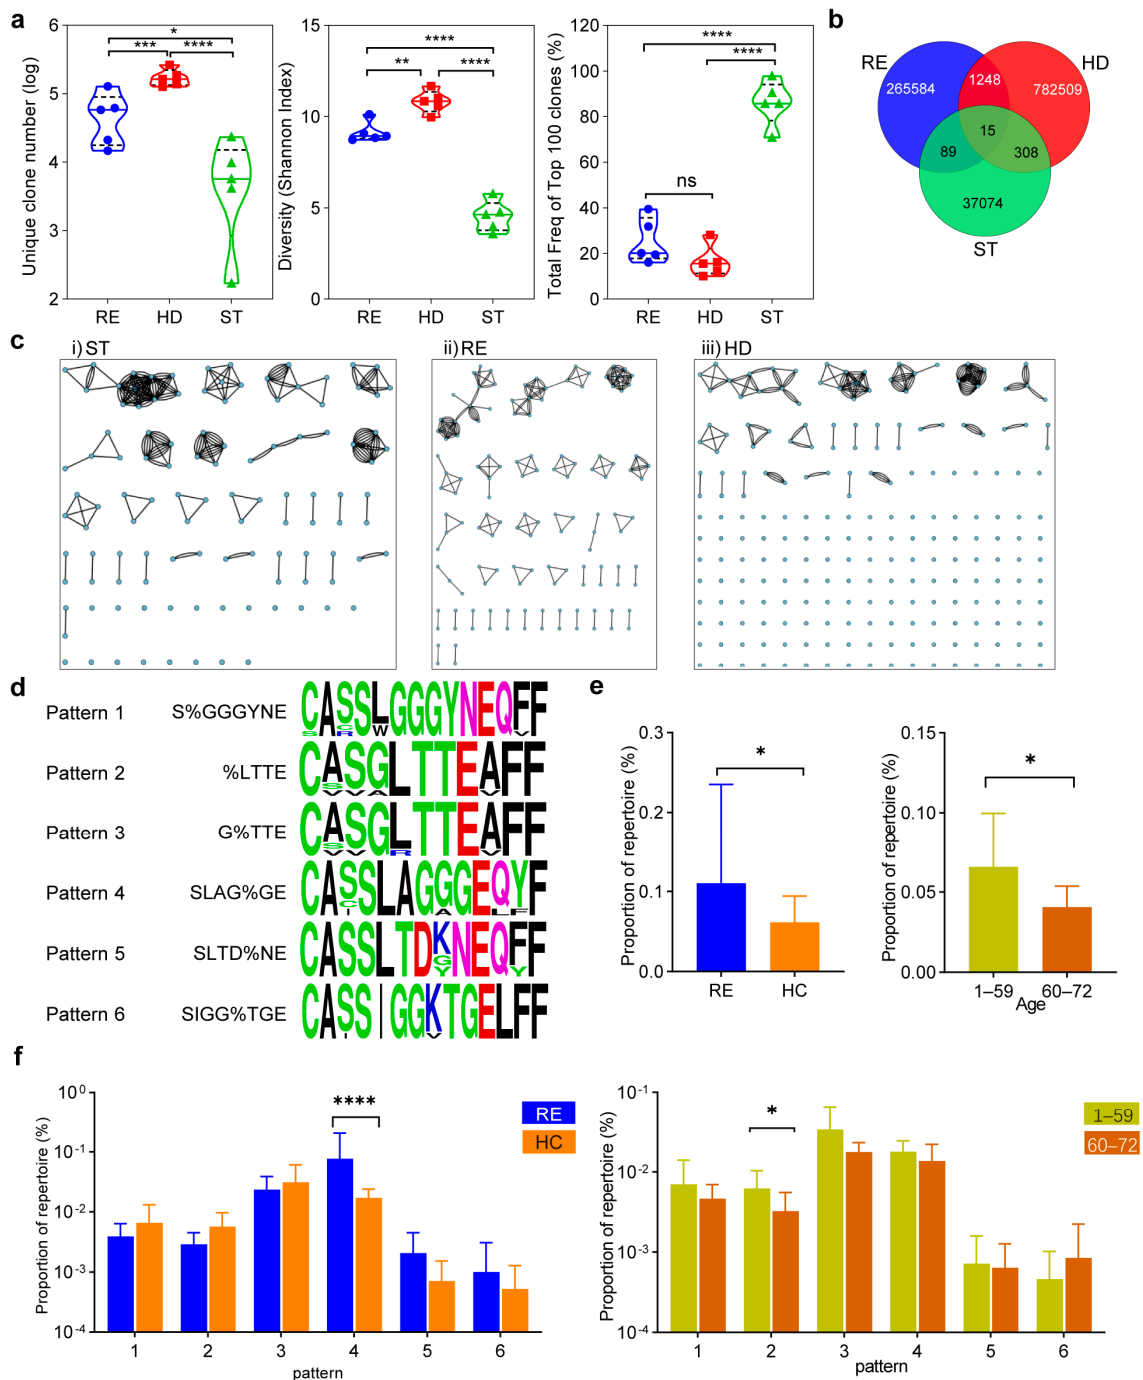 a
Unique clone number (log)
6
5
4
3
2
*
***
****
RE
HD
ST
Diversity (Shannon Index)
15
10
5
0
****
**
****
RE
HD
ST
Total Freq of Top 100 clones (%)
120
100
80
60
40
20
0
****
****
ns
RE
HD
ST
b
RE
HD
265584
1248
782509
15
89
308
37074
ST
c
i) ST
ii) RE
iii) HD
d
Pattern 1 S%GGGYNE CASSLGGGYNEQFF
Pattern 2 %LTTE CASGLTTEAFF
Pattern 3 G%TTE CASGLTTEAFF
Pattern 4 SLAG%GE CASSLAGGGEQYF
Pattern 5 SLTD%NE CASSLTDKNEQFF
Pattern 6 SIGG%TGE CASSIGGKTGELFF
e
Proportion of repertoire (%)
0.3
0.2
0.1
0.0
*
RE
HC
Proportion of repertoire (%)
0.15
0.10
0.05
0.00
*
1–59
60–72
Age
f
Proportion of repertoire (%)
10⁰
10⁻¹
10⁻²
10⁻³
10⁻⁴
****
RE
HC
1 2 3 4 5 6
pattern
Proportion of repertoire (%)
10⁻¹
10⁻²
10⁻³
10⁻⁴
*
1–59
60–72
1 2 3 4 5 6
pattern